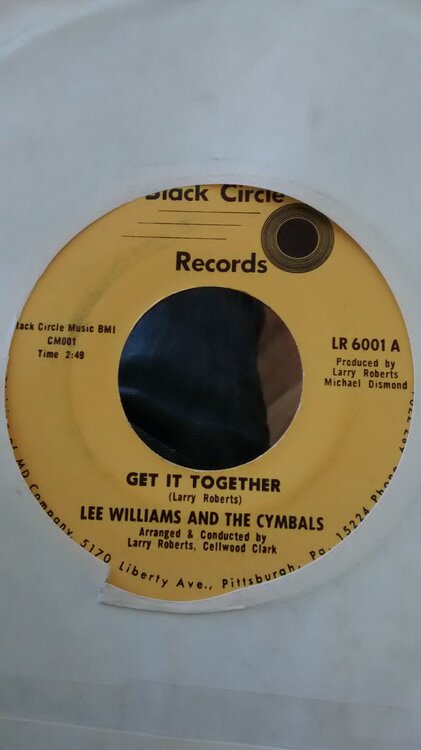 Black Circle
Records
lack Circle Music BMI
CM001
Time 2:49
LR 6001 A
Produced by
Larry Roberts
Michael Dismond
GET IT TOGETHER
(Larry Roberts)
LEE WILLIAMS AND THE CYMBALS
Arranged & Conducted by
Larry Roberts, Cellwood Clark
of MD Company, 5170 Liberty Ave., Pittsburgh, Pa. 15224 Phone